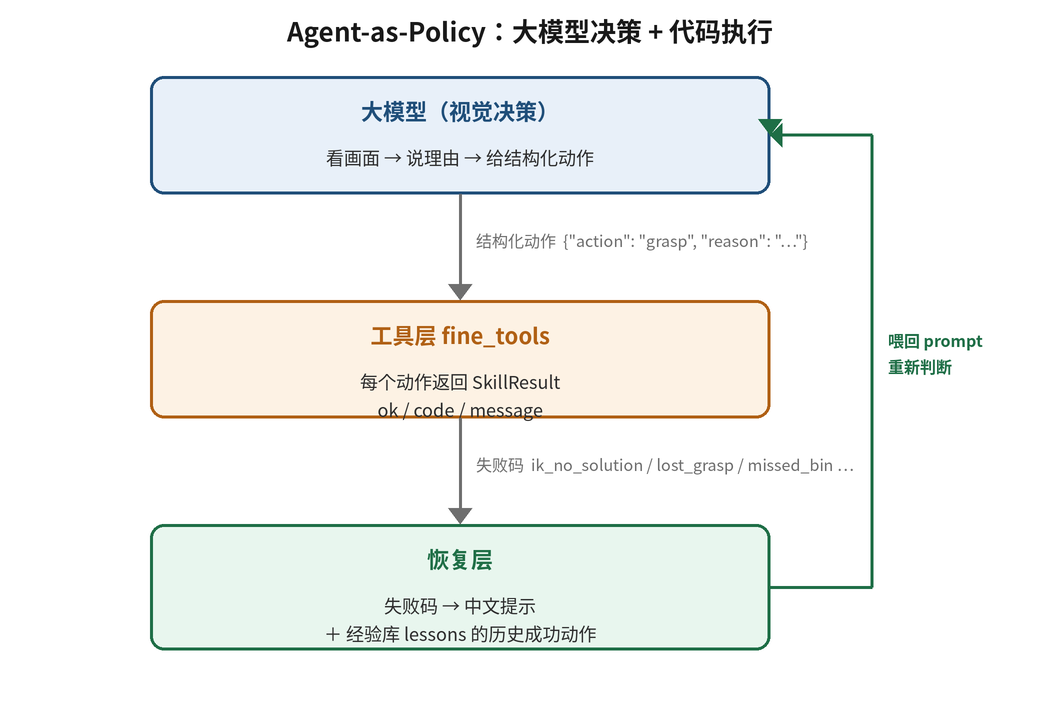 Agent-as-Policy：大模型决策 + 代码执行
大模型（视觉决策）
看画面 → 说理由 → 给结构化动作
结构化动作 {"action": "grasp", "reason": "…"}
工具层 fine_tools
每个动作返回 SkillResult
ok / code / message
喂回 prompt
重新判断
失败码 ik_no_solution / lost_grasp / missed_bin …
恢复层
失败码 → 中文提示
＋ 经验库 lessons 的历史成功动作